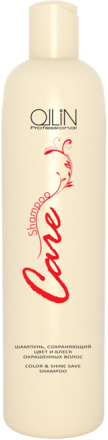 OLLIN
Professional
Shampoo
Care
ШАМПУНЬ, СОХРАНЯЮЩИЙ
ЦВЕТ И БЛЕСК
ОКРАШЕННЫХ ВОЛОС
COLOR & SHINE SAVE
SHAMPOO